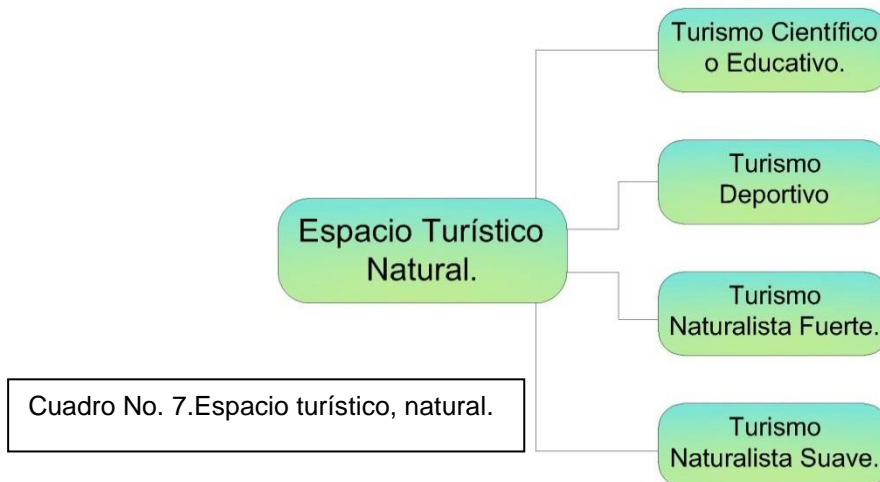 Turismo Científico
o Educativo.
Turismo
Deportivo
Espacio Turístico
Natural.
Turismo
Naturalista Fuerte.
Cuadro No. 7.Espacio turístico, natural.
Turismo
Naturalista Suave.